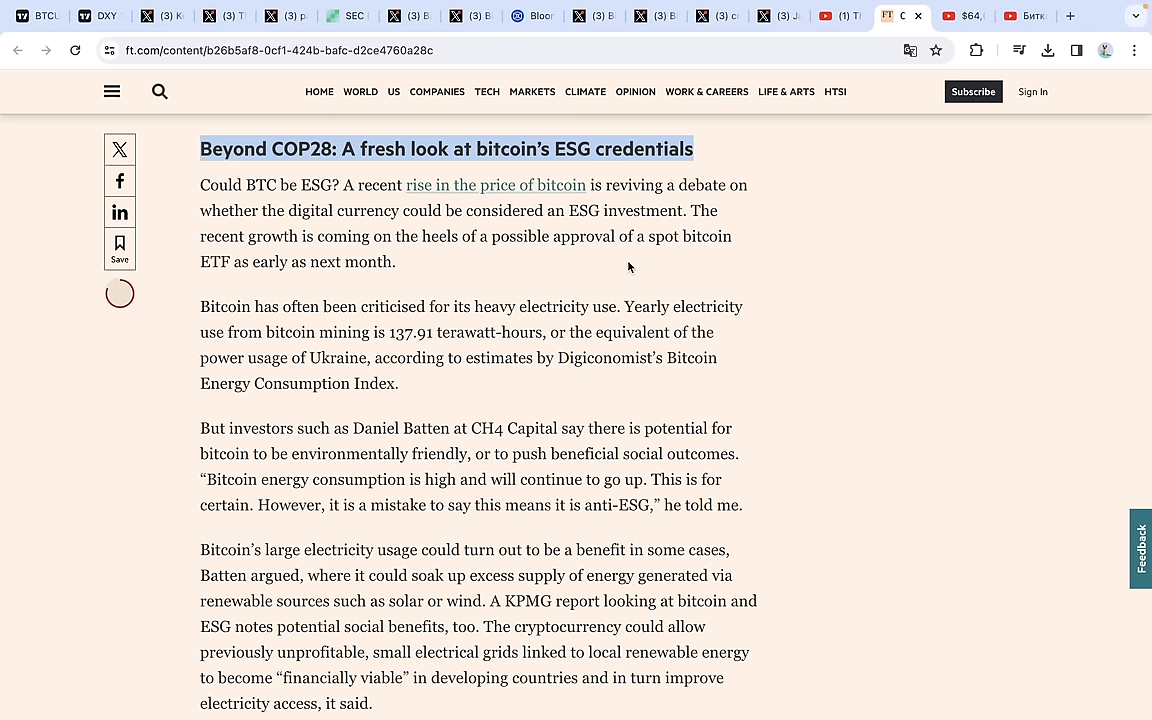 BTCU
DXY
(3) K
(3) T
(3) p
SEC
(3) B
(3) B
Bloor
(3) B
(3) B
(3) c
(3) J
(1) T
C
$64,
Битк
ft.com/content/b26b5af8-0cf1-424b-bafc-d2ce4760a28c
HOME WORLD US COMPANIES TECH MARKETS CLIMATE OPINION WORK & CAREERS LIFE & ARTS HTSI
Subscribe
Sign In
Save
Beyond COP28: A fresh look at bitcoin’s ESG credentials
Could BTC be ESG? A recent rise in the price of bitcoin is reviving a debate on
whether the digital currency could be considered an ESG investment. The
recent growth is coming on the heels of a possible approval of a spot bitcoin
ETF as early as next month.
Bitcoin has often been criticised for its heavy electricity use. Yearly electricity
use from bitcoin mining is 137.91 terawatt-hours, or the equivalent of the
power usage of Ukraine, according to estimates by Digiconomist’s Bitcoin
Energy Consumption Index.
But investors such as Daniel Batten at CH4 Capital say there is potential for
bitcoin to be environmentally friendly, or to push beneficial social outcomes.
“Bitcoin energy consumption is high and will continue to go up. This is for
certain. However, it is a mistake to say this means it is anti-ESG,” he told me.
Bitcoin’s large electricity usage could turn out to be a benefit in some cases,
Batten argued, where it could soak up excess supply of energy generated via
renewable sources such as solar or wind. A KPMG report looking at bitcoin and
ESG notes potential social benefits, too. The cryptocurrency could allow
previously unprofitable, small electrical grids linked to local renewable energy
to become “financially viable” in developing countries and in turn improve
electricity access, it said.
Feedback